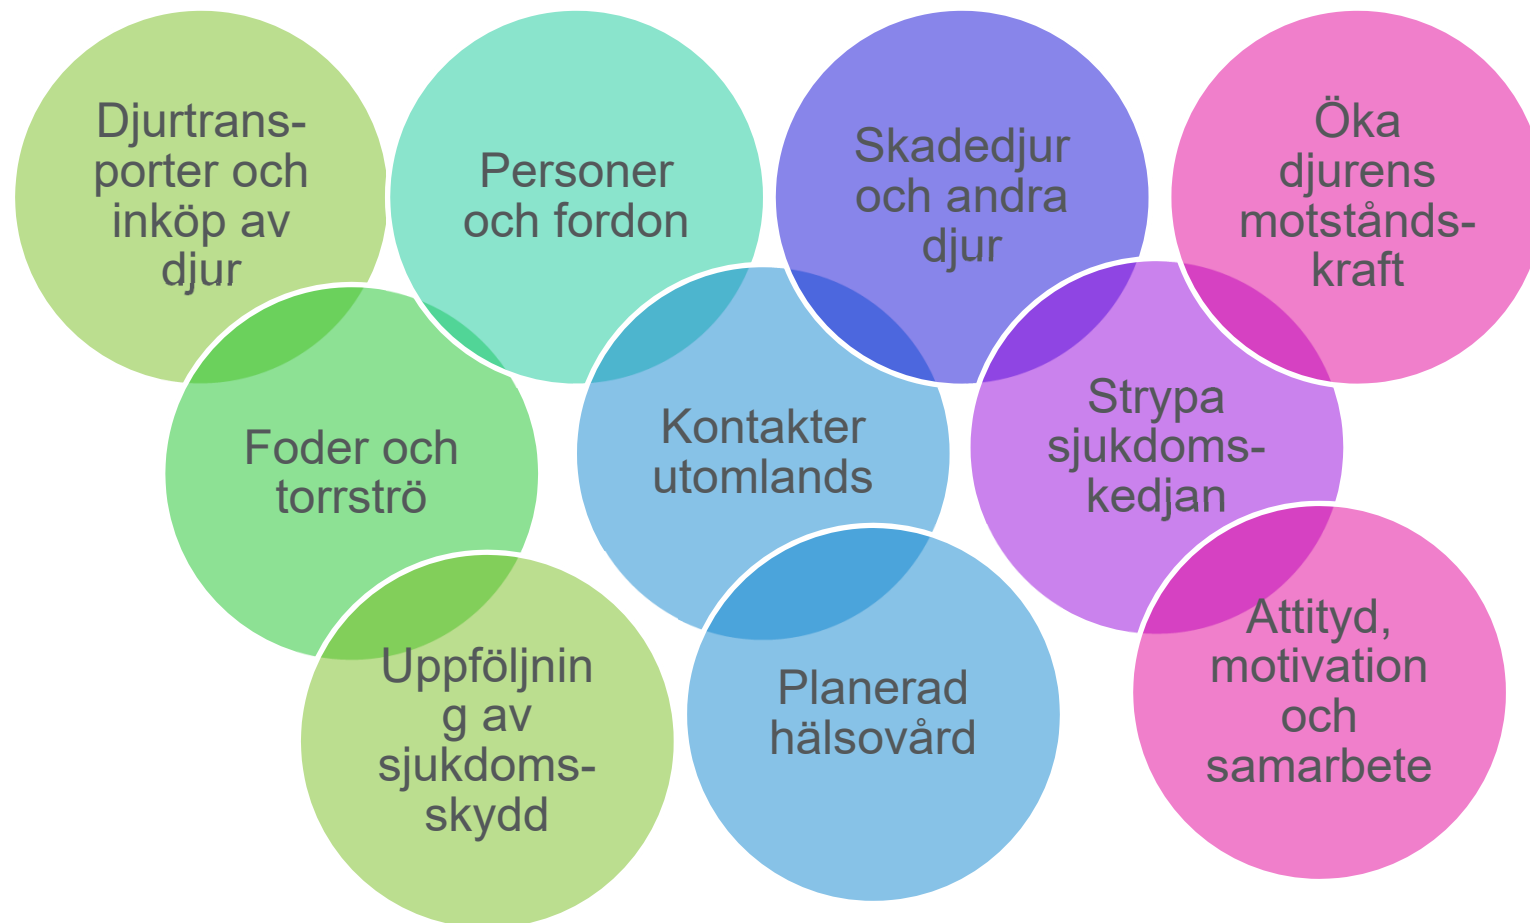 Djurtrans-
porter och
inköp av
djur
Personer
och fordon
Skadedjur
och andra
djur
Öka
djurens
motstånds-
kraft
Foder och
torrströ
Kontakter
utomlands
Strypa
sjukdoms-
kedjan
Uppföljnin
g av
sjukdoms-
skydd
Planerad
hälsovård
Attityd,
motivation
och
samarbete